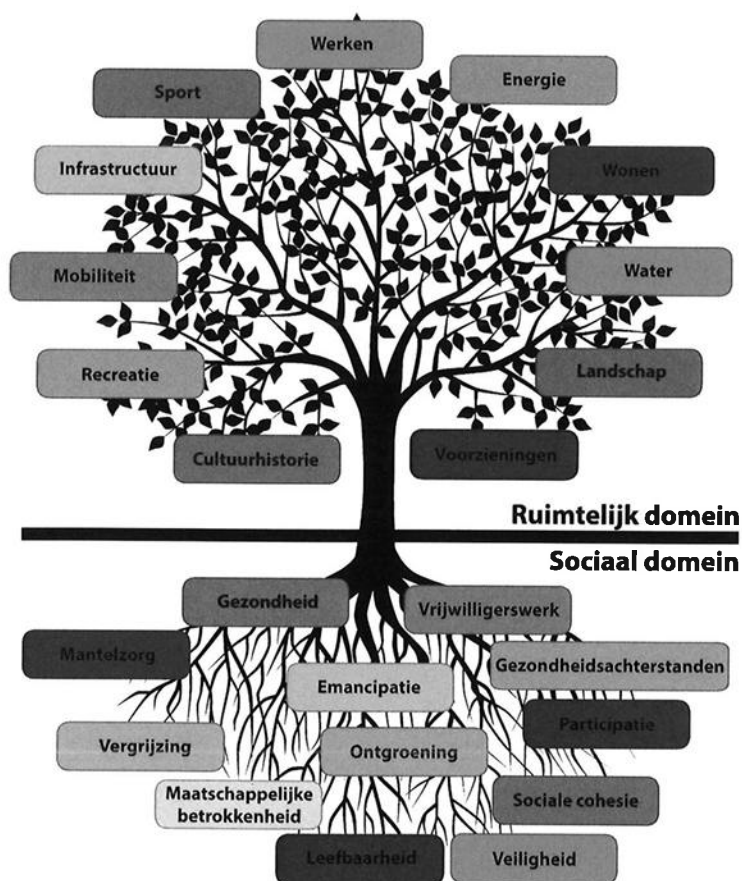 Werken
Energie
Sport
Infrastructuur
Wonen
Mobiliteit
Water
Recreatie
Landschap
Cultuurhistorie
Voorzieningen
Ruimtelijk domein
Sociaal domein
Gezondheid
Vrijwilligerswerk
Mantelzorg
Gezondheidsachterstanden
Emancipatie
Participatie
Vergrijzing
Ontgroening
Maatschappelijke
betrokkenheid
Sociale cohesie
Leefbaarheid
Veiligheid